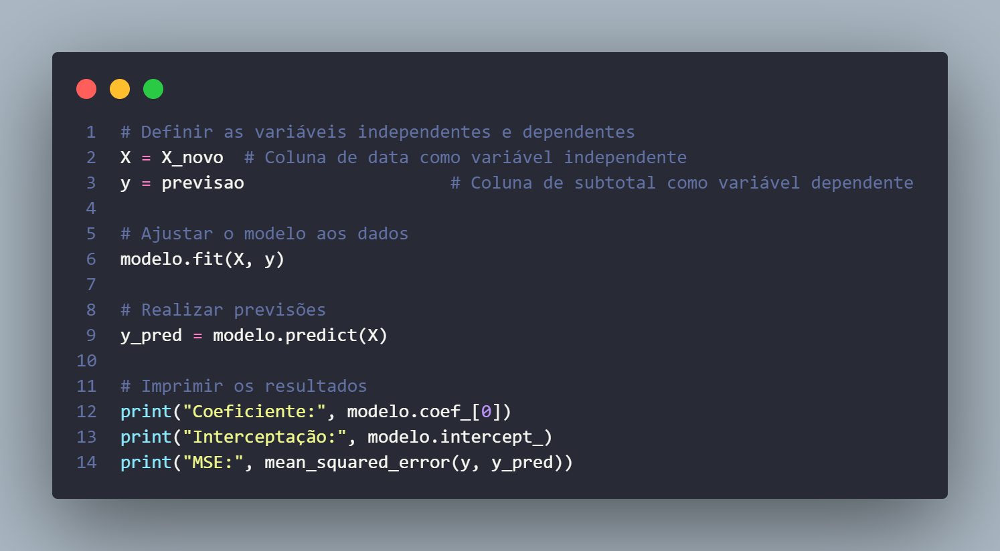 1 # Definir as variáveis independentes e dependentes
2 X = X_novo  # Coluna de data como variável independente
3 y = previsao                    # Coluna de subtotal como variável dependente
4
5 # Ajustar o modelo aos dados
6 modelo.fit(X, y)
7
8 # Realizar previsões
9 y_pred = modelo.predict(X)
10
11 # Imprimir os resultados
12 print("Coeficiente:", modelo.coef_[0])
13 print("Interceptação:", modelo.intercept_)
14 print("MSE:", mean_squared_error(y, y_pred))